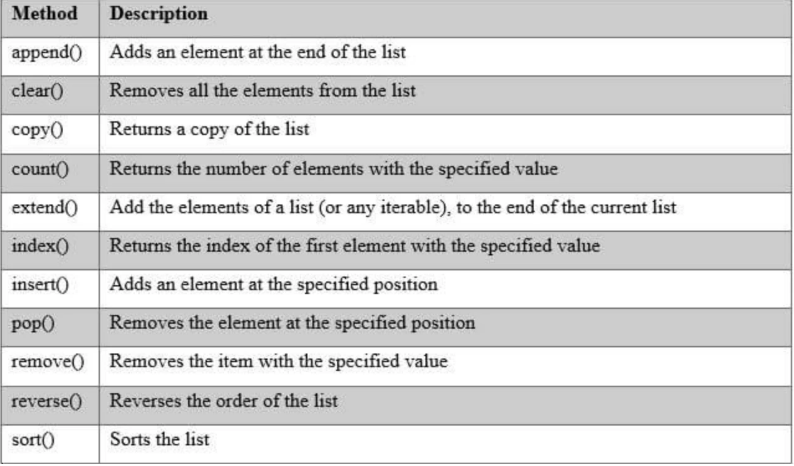 Method Description
append() Adds an element at the end of the list
clear() Removes all the elements from the list
copy() Returns a copy of the list
count() Returns the number of elements with the specified value
extend() Add the elements of a list (or any iterable), to the end of the current list
index() Returns the index of the first element with the specified value
insert() Adds an element at the specified position
pop() Removes the element at the specified position
remove() Removes the item with the specified value
reverse() Reverses the order of the list
sort() Sorts the list